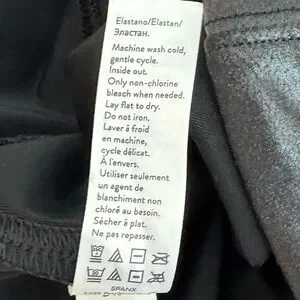 Elastano/Elastan/
Эластан.
Machine wash cold,
gentle cycle.
Inside out.
Only non-chlorine
bleach when needed.
Lay flat to dry.
Do not iron.
Laver à froid
en machine,
cycle délicat.
À l'envers.
Utiliser seulement
un agent de
blanchiment non
chloré au besoin.
Sécher à plat.
Ne pas repasser.
SPANX